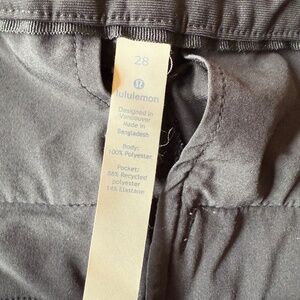 28
lululemon
Designed in
Vancouver
Made in
Bangladesh
Body:
100% Polyester
Pocket:
86% Recycled
polyester
14% Elastane